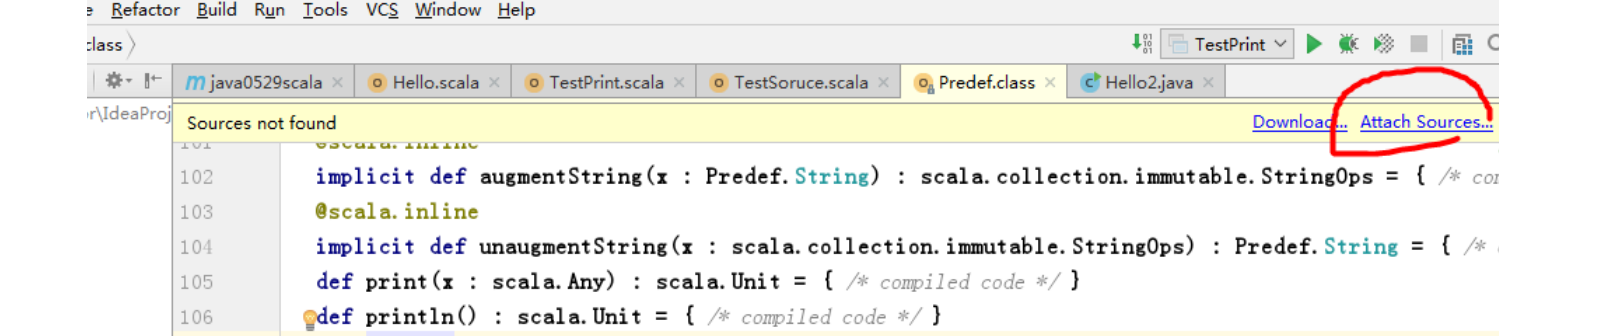 Refactor Build Run Tools VCS Window Help
class
TestPrint
java0529scala Hello.scala TestPrint.scala TestSoruce.scala Predef.class Hello2.java
r\IdeaProj
Sources not found Download... Attach Sources...
101 @scala.inline
102 implicit def augmentString(x : Predef.String) : scala.collection.immutable.StringOps = { /* co
103 @scala.inline
104 implicit def unaugmentString(x : scala.collection.immutable.StringOps) : Predef.String = { /*
105 def print(x : scala.Any) : scala.Unit = { /* compiled code */ }
106 def println() : scala.Unit = { /* compiled code */ }